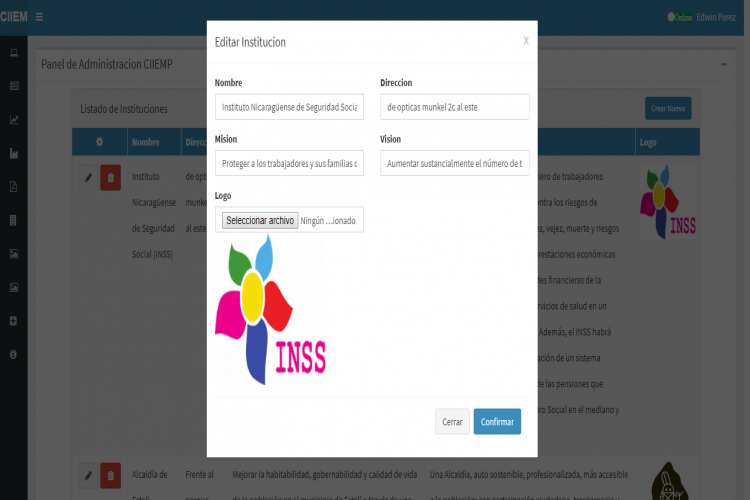 CIIEM
Online Edwin Perez
Panel de Administracion CIIEMP
Listado de Instituciones
Crear Nuevo
Nombre
Logo
Editar Institucion
x
Nombre
Direccion
Instituto Nicaragüense de Seguridad Socia
de opticas munkel 2c al este
Mision
Vision
Proteger a los trabajadores y sus familias c
Aumentar sustancialmente el número de t
Logo
Seleccionar archivo Ningún ...ionado
INSS
Cerrar
Confirmar
Instituto
Nicaragüense
de Seguridad
Social (INSS)
de opt
munke
al este
nero de trabajadores
ontra los riesgos de
ez, vejez, muerte y riesgos
restaciones económicas
des financieras de la
rvicios de salud en un
Además, el INSS habrá
ación de un sistema
de las pensiones que
ro Social en el mediano y
INSS
Alcaldía de
Frente al
Mejorar la habitabilidad, gobernabilidad y calidad de vida
Una Alcaldía, auto sostenible, profesionalizada, más accesible